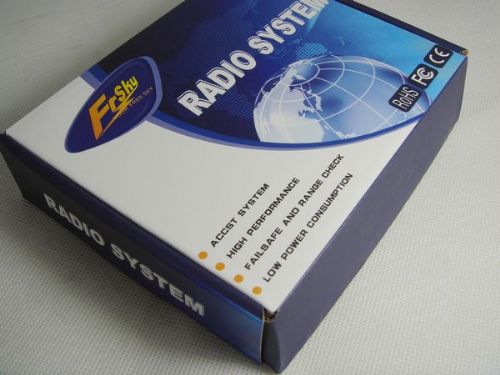 FrSky
RADIO SYSTEM
RoHS FC CE
ACCST SYSTEM
HIGH PERFORMANCE
FAILSAFE AND RANGE CHECK
LOW POWER CONSUMPTION
RADIO SYSTEM